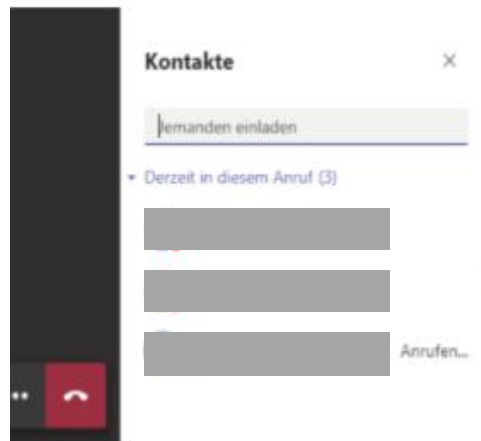 Kontakte
Jemanden einladen
Derzeit in diesem Anruf (3)
Anrufen...